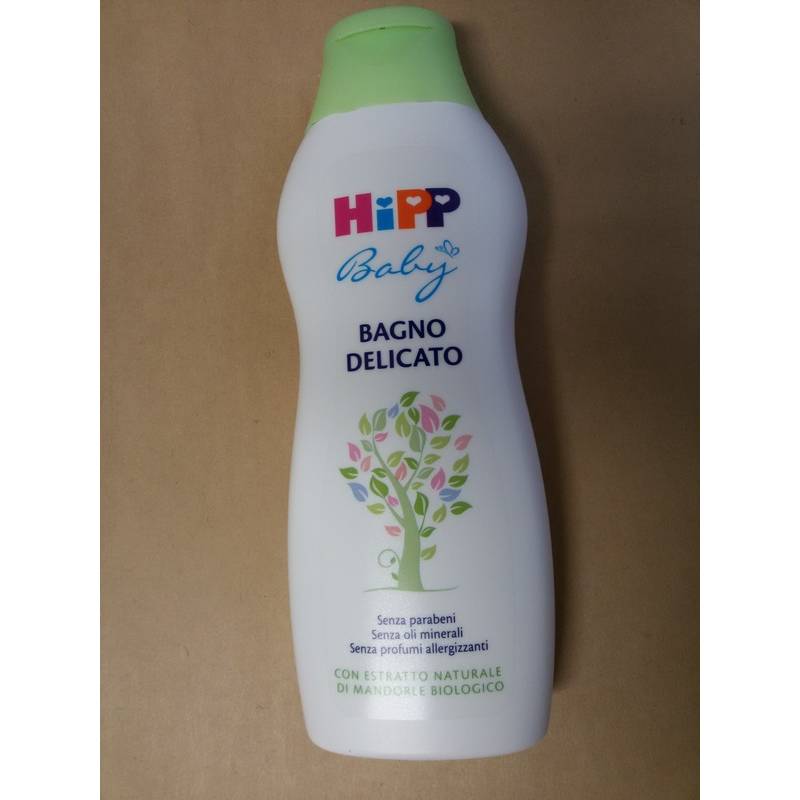 HiPP
Baby
BAGNO
DELICATO
Senza parabeni
Senza oli minerali
Senza profumi allergizzanti
CON ESTRATTO NATURALE
DI MANDORLE BIOLOGICO